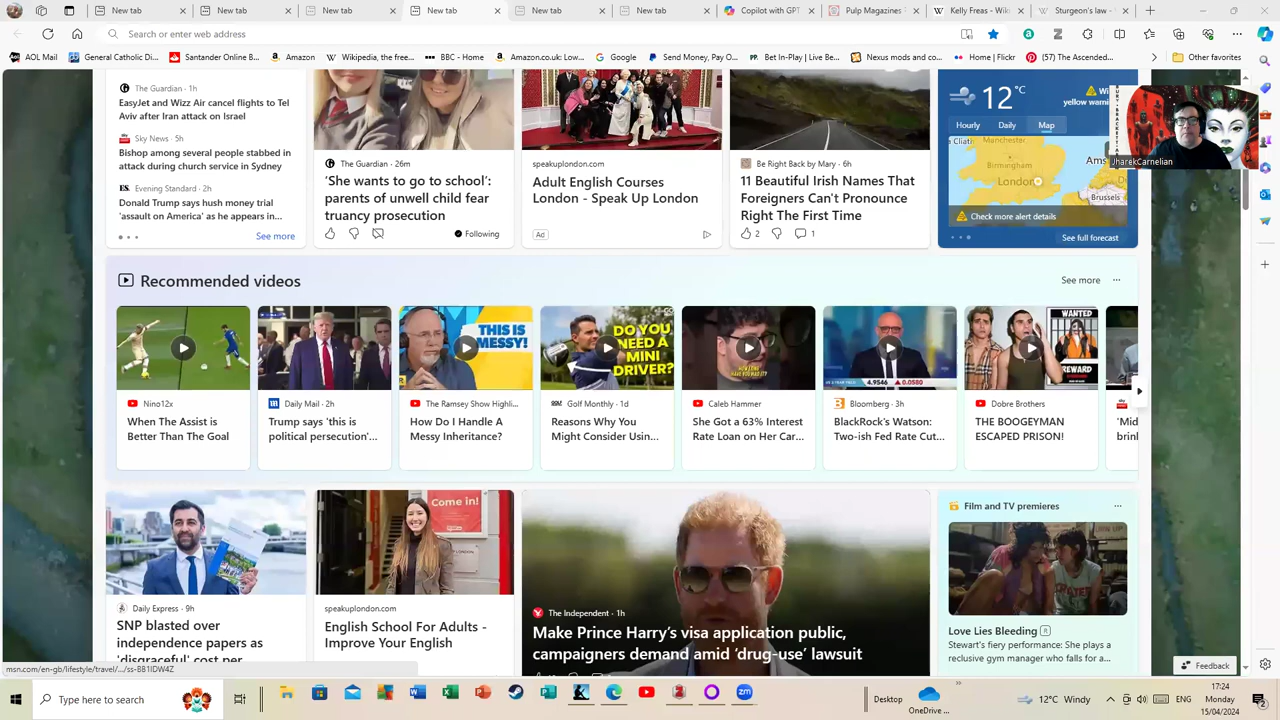 New tab
New tab
New tab
New tab
New tab
New tab
Copilot with GPT
Pulp Magazines
Kelly Freas - Wiki
Sturgeon's law -
Search or enter web address
AOL Mail
General Catholic Di...
Santander Online B...
Amazon
Wikipedia, the free...
BBC - Home
Amazon.co.uk: Low...
Google
Send Money, Pay O...
Bet In-Play | Live Be...
Nexus mods and co...
Home | Flickr
(57) The Ascended...
Other favorites
The Guardian · 1h
EasyJet and Wizz Air cancel flights to Tel
Aviv after Iran attack on Israel
Sky News · 5h
Bishop among several people stabbed in
attack during church service in Sydney
Evening Standard · 2h
Donald Trump says hush money trial
'assault on America' as he appears in...
See more
The Guardian · 26m
'She wants to go to school':
parents of unwell child fear
truancy prosecution
Following
speakuplondon.com
Adult English Courses
London - Speak Up London
Ad
Be Right Back by Mary · 6h
11 Beautiful Irish Names That
Foreigners Can't Pronounce
Right The First Time
2
1
12 °C
yellow warnin
Hourly
Daily
Map
Manchester
Birmingham
London
Ams
Brussels
Check more alert details
See full forecast
JharekCarnelian
Recommended videos
See more
Nino12x
When The Assist is
Better Than The Goal
Daily Mail · 2h
Trump says 'this is
political persecution'...
THIS IS
MESSY!
The Ramsey Show Highli...
How Do I Handle A
Messy Inheritance?
DO YOU
NEED A
MINI
DRIVER?
Golf Monthly · 1d
Reasons Why You
Might Consider Usin...
Caleb Hammer
She Got a 63% Interest
Rate Loan on Her Car...
4.9546 ▲ 0.0580
Bloomberg · 3h
BlackRock's Watson:
Two-ish Fed Rate Cut...
WANTED
REWARD
Dobre Brothers
THE BOOGEYMAN
ESCAPED PRISON!
'Mid
brinl
Daily Express · 9h
SNP blasted over
independence papers as
'disgraceful' cost per
Come in!
speakuplondon.com
English School For Adults -
Improve Your English
The Independent · 1h
Make Prince Harry's visa application public,
campaigners demand amid 'drug-use' lawsuit
Film and TV premieres
Love Lies Bleeding R
Stewart's fiery performance: She plays a
reclusive gym manager who falls for a...
Feedback
msn.com/en-gb/lifestyle/travel/.../ss-BB1IDW4Z
Type here to search
Desktop
OneDrive ...
12°C Windy
ENG
17:24
Monday
15/04/2024